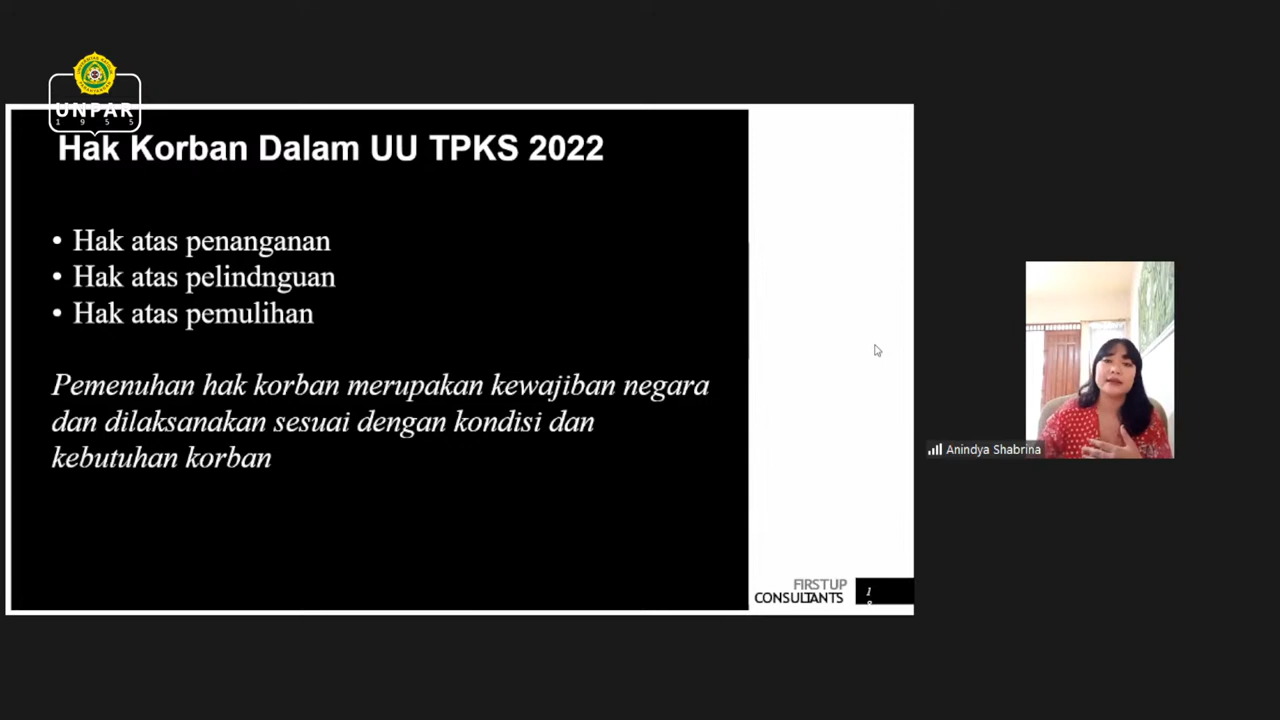 UNPAR
1955
Hak Korban Dalam UU TPKS 2022
• Hak atas penanganan
• Hak atas pelindnguan
• Hak atas pemulihan
Pemenuhan hak korban merupakan kewajiban negara
dan dilaksanakan sesuai dengan kondisi dan
kebutuhan korban
Anindya Shabrina
FIRSTUP
CONSULTANTS